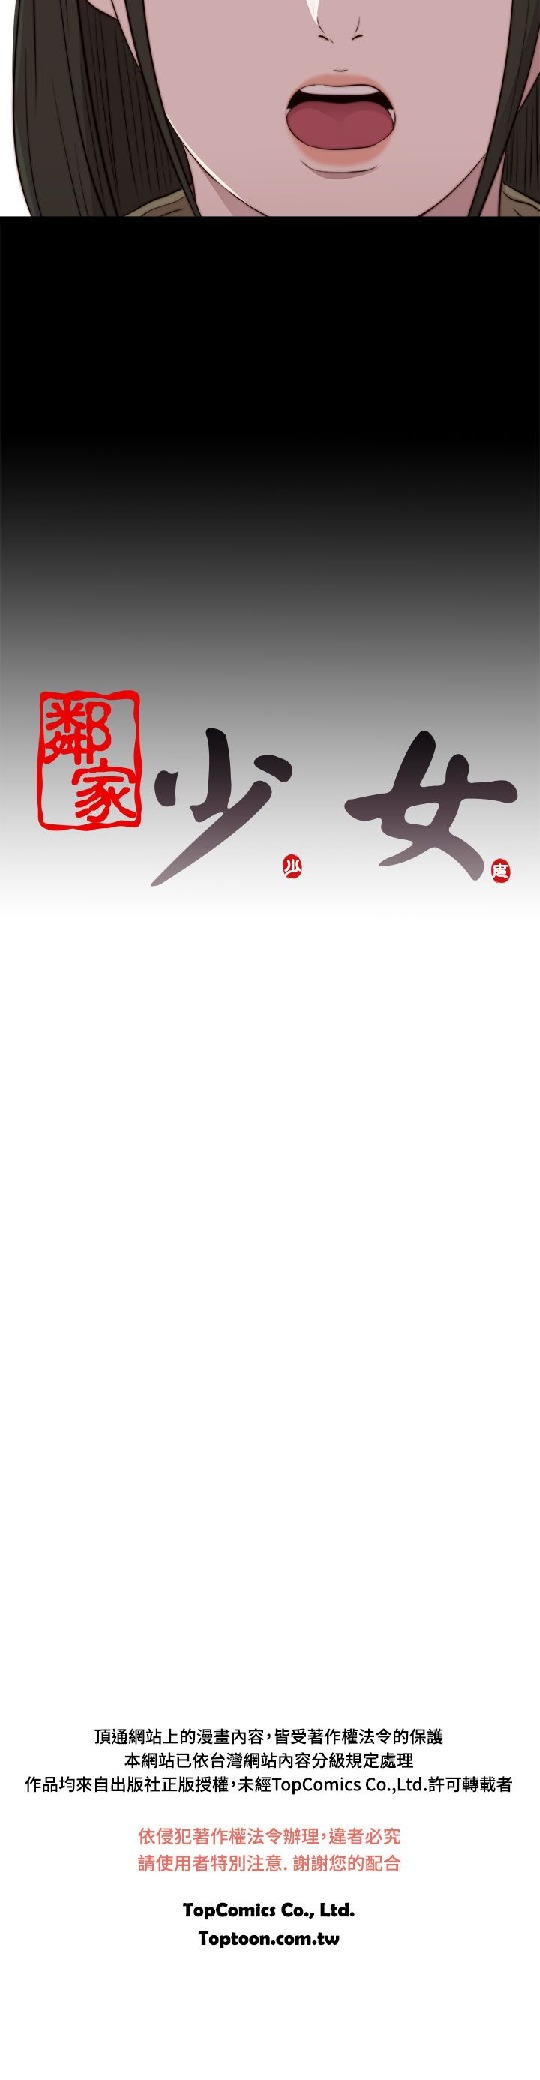 鄰家少女
頂通網站上的漫畫內容,皆受著作權法令的保護
本網站已依台灣網站內容分級規定處理
作品均來自出版社正版授權,未經TopComics Co.,Ltd.許可轉載者
依侵犯著作權法令辦理,違者必究
請使用者特別注意. 謝謝您的配合
TopComics Co., Ltd.
Toptoon.com.tw